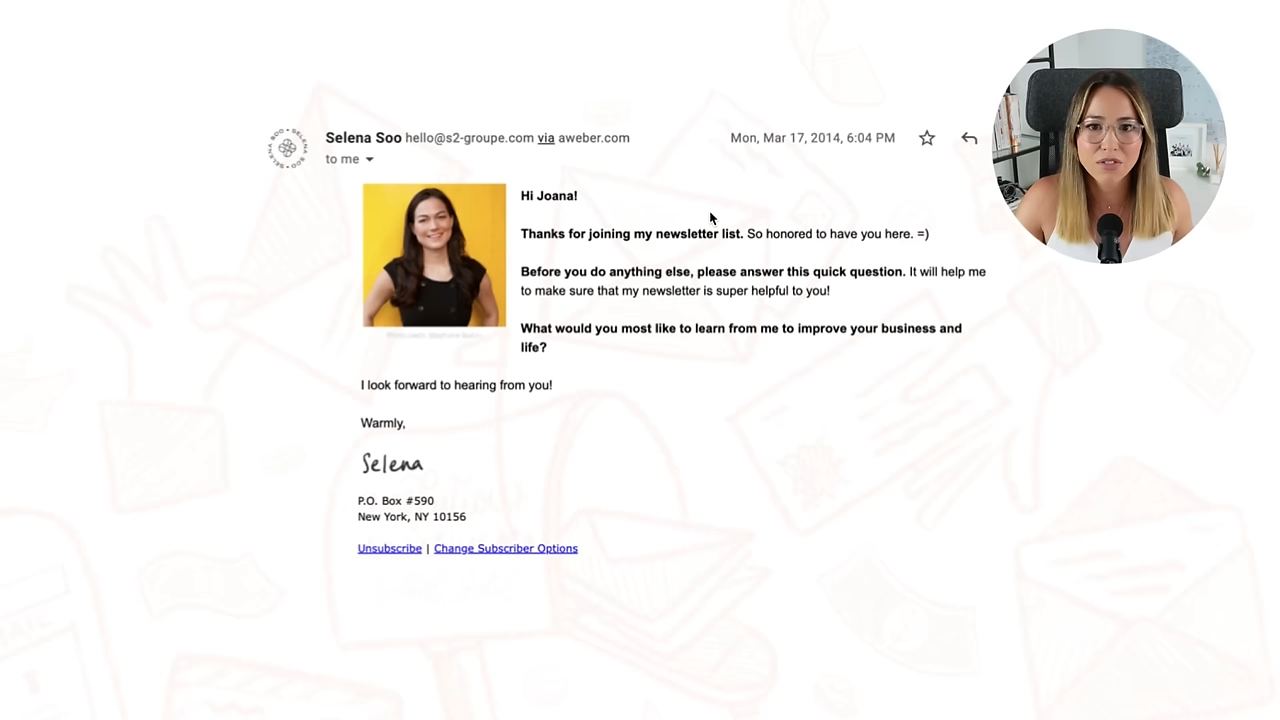 Selena Soo hello@s2-groupe.com via aweber.com
Mon, Mar 17, 2014, 6:04 PM
to me
Hi Joana!
Thanks for joining my newsletter list. So honored to have you here. =)
Before you do anything else, please answer this quick question. It will help me
to make sure that my newsletter is super helpful to you!
What would you most like to learn from me to improve your business and
life?
I look forward to hearing from you!
Warmly,
Selena
P.O. Box #590
New York, NY 10156
Unsubscribe | Change Subscriber Options